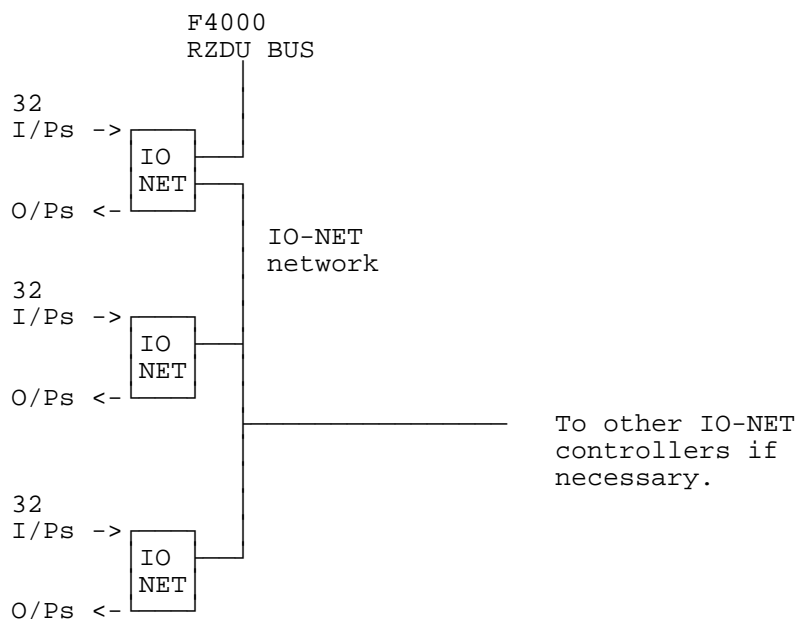 F4000
RZDU BUS
32
I/Ps ->
IO
NET
O/Ps <-
IO-NET
network
32
I/Ps ->
IO
NET
O/Ps <-
To other IO-NET
controllers if
necessary.
32
I/Ps ->
IO
NET
O/Ps <-